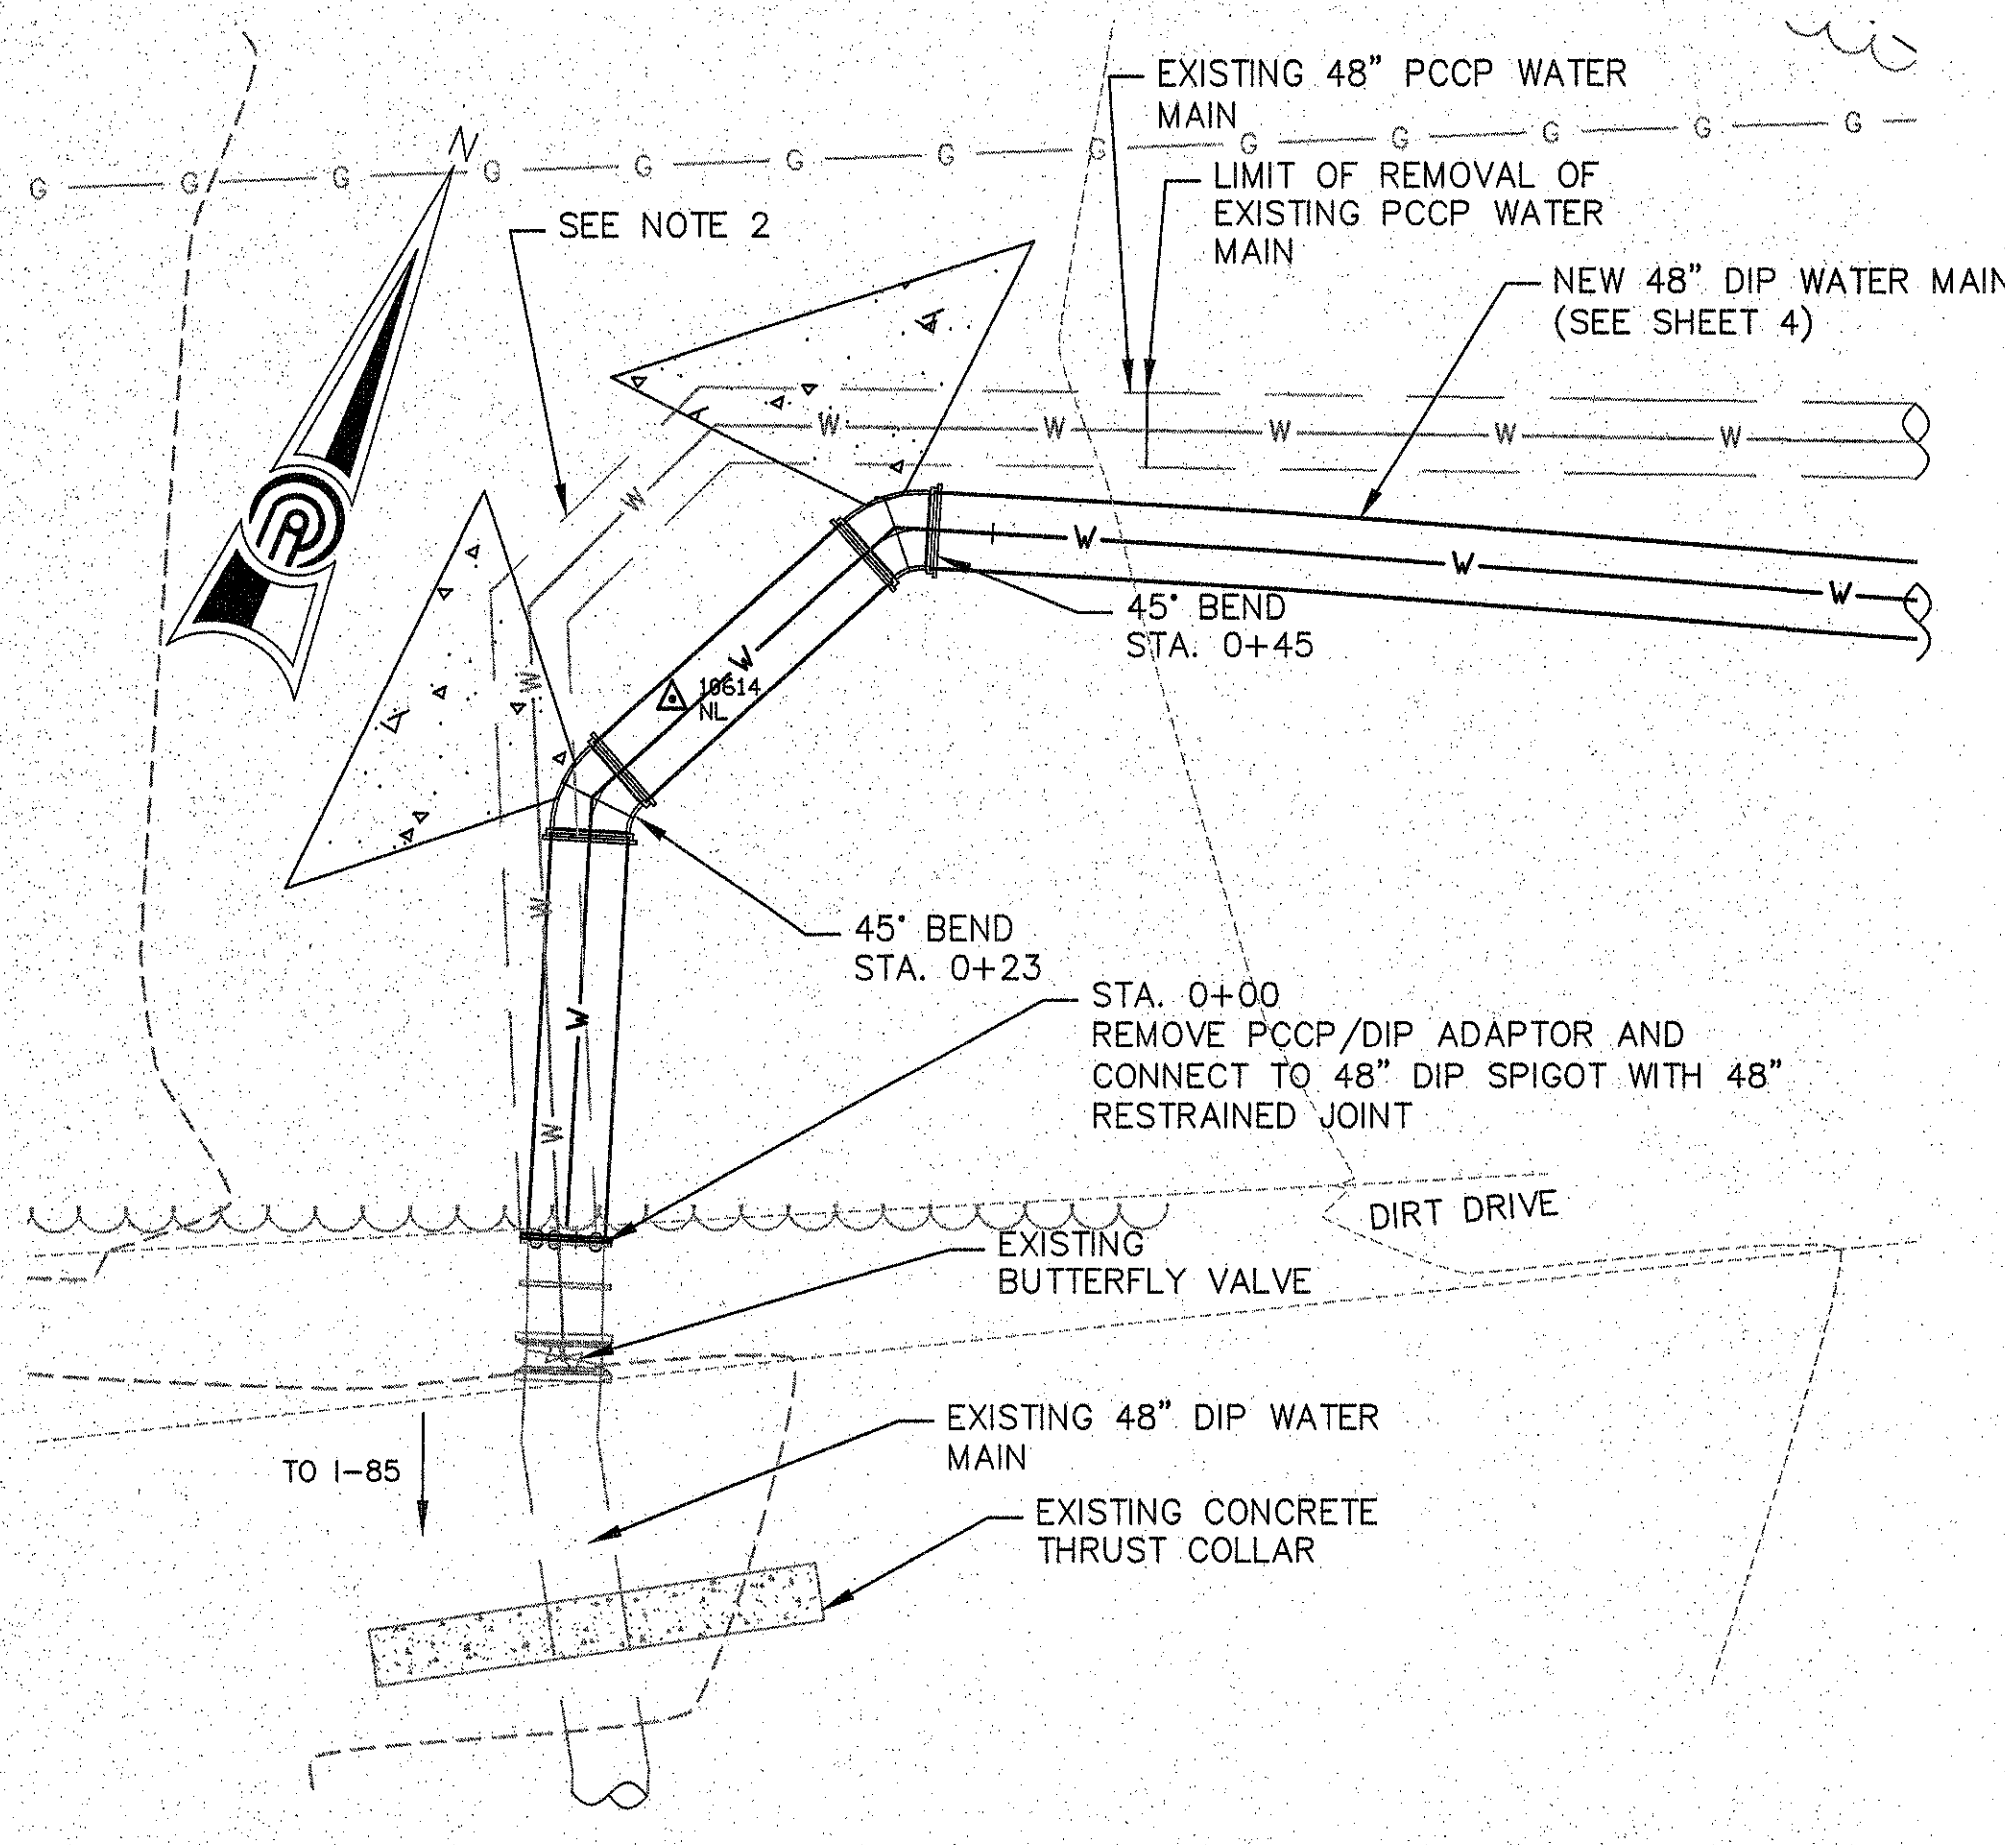 EXISTING 48" PCCP WATER
MAIN
G G G G G G G G G G G G G
N
LIMIT OF REMOVAL OF
EXISTING PCCP WATER
MAIN
SEE NOTE 2
NEW 48" DIP WATER MAIN
(SEE SHEET 4)
W W W W W
W
W W W
45° BEND
STA. 0+45
W
W
10614
NL
W
45° BEND
STA. 0+23
STA. 0+00
REMOVE PCCP/DIP ADAPTOR AND
CONNECT TO 48" DIP SPIGOT WITH 48"
RESTRAINED JOINT
W
W
DIRT DRIVE
EXISTING
BUTTERFLY VALVE
EXISTING 48" DIP WATER
MAIN
TO I-85
EXISTING CONCRETE
THRUST COLLAR